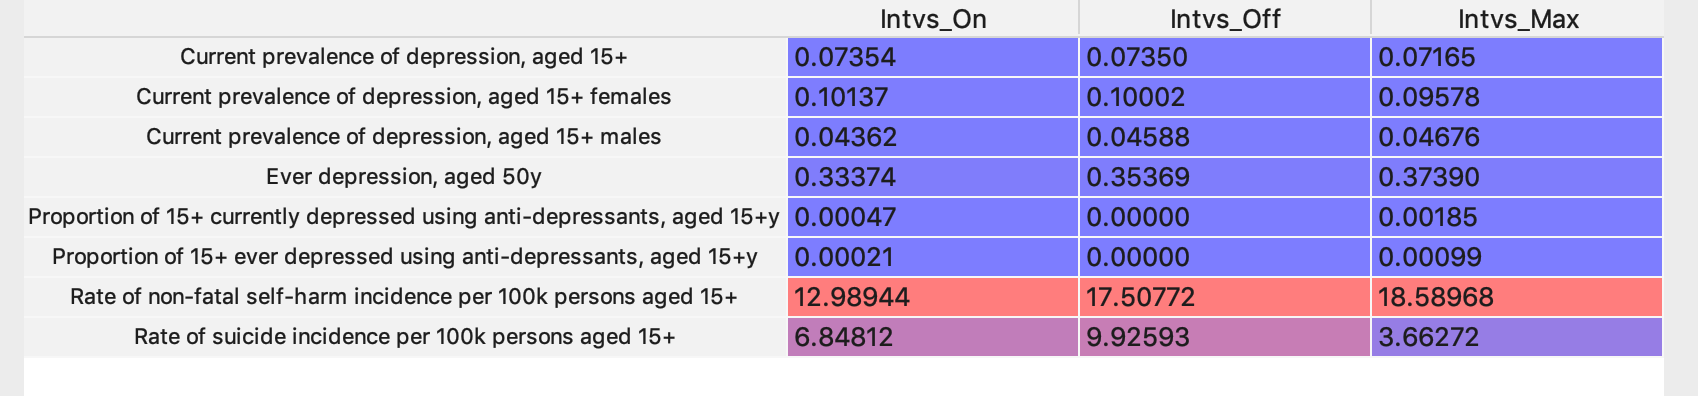 Intvs_On Intvs_Off Intvs_Max
Current prevalence of depression, aged 15+ 0.07354 0.07350 0.07165
Current prevalence of depression, aged 15+ females 0.10137 0.10002 0.09578
Current prevalence of depression, aged 15+ males 0.04362 0.04588 0.04676
Ever depression, aged 50y 0.33374 0.35369 0.37390
Proportion of 15+ currently depressed using anti-depressants, aged 15+y 0.00047 0.00000 0.00185
Proportion of 15+ ever depressed using anti-depressants, aged 15+y 0.00021 0.00000 0.00099
Rate of non-fatal self-harm incidence per 100k persons aged 15+ 12.98944 17.50772 18.58968
Rate of suicide incidence per 100k persons aged 15+ 6.84812 9.92593 3.66272